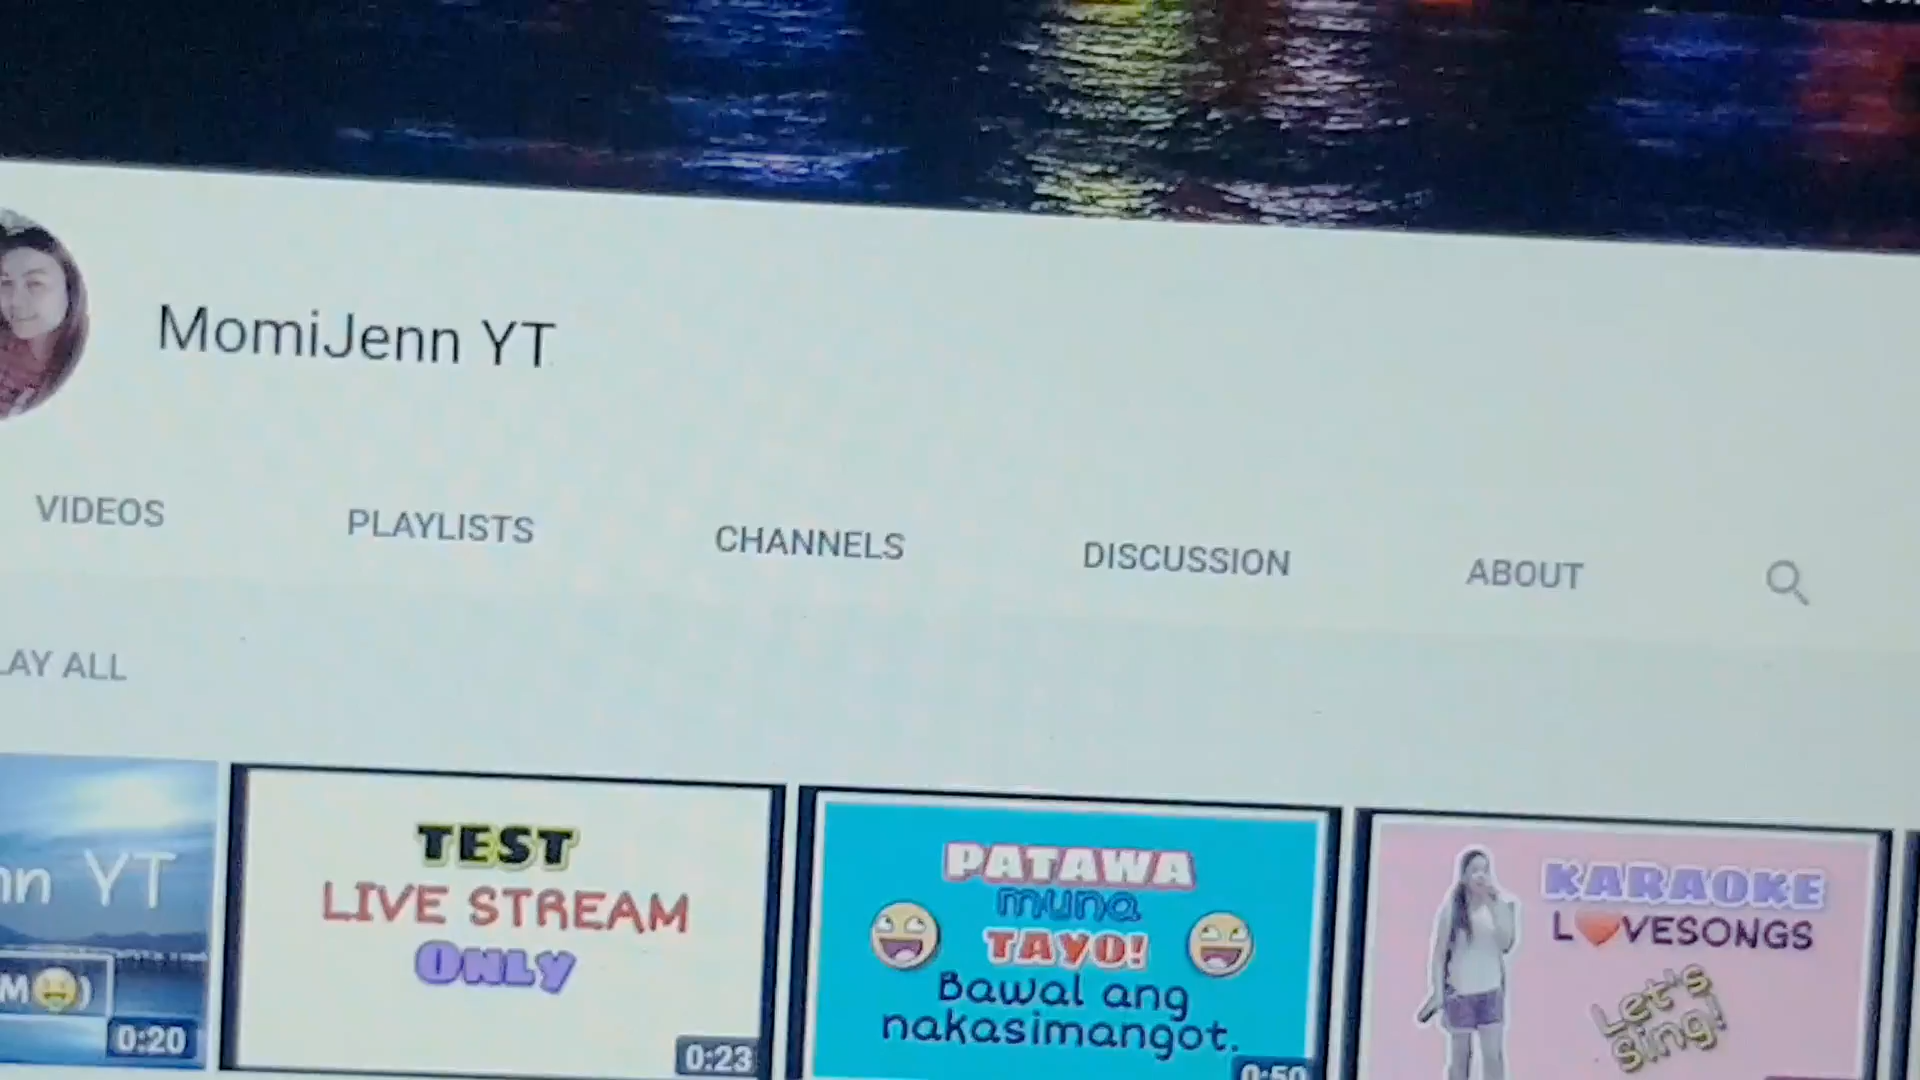 MomiJenn YT
VIDEOS PLAYLISTS CHANNELS DISCUSSION ABOUT
LAY ALL
nn YT
M😄)
0:20
TEST
LIVE STREAM
ONLY
0:23
PATAWA
muna
TAYO!
Bawal ang
nakasimangot.
0:50
KARAOKE
L❤VESONGS
Let's
sing!